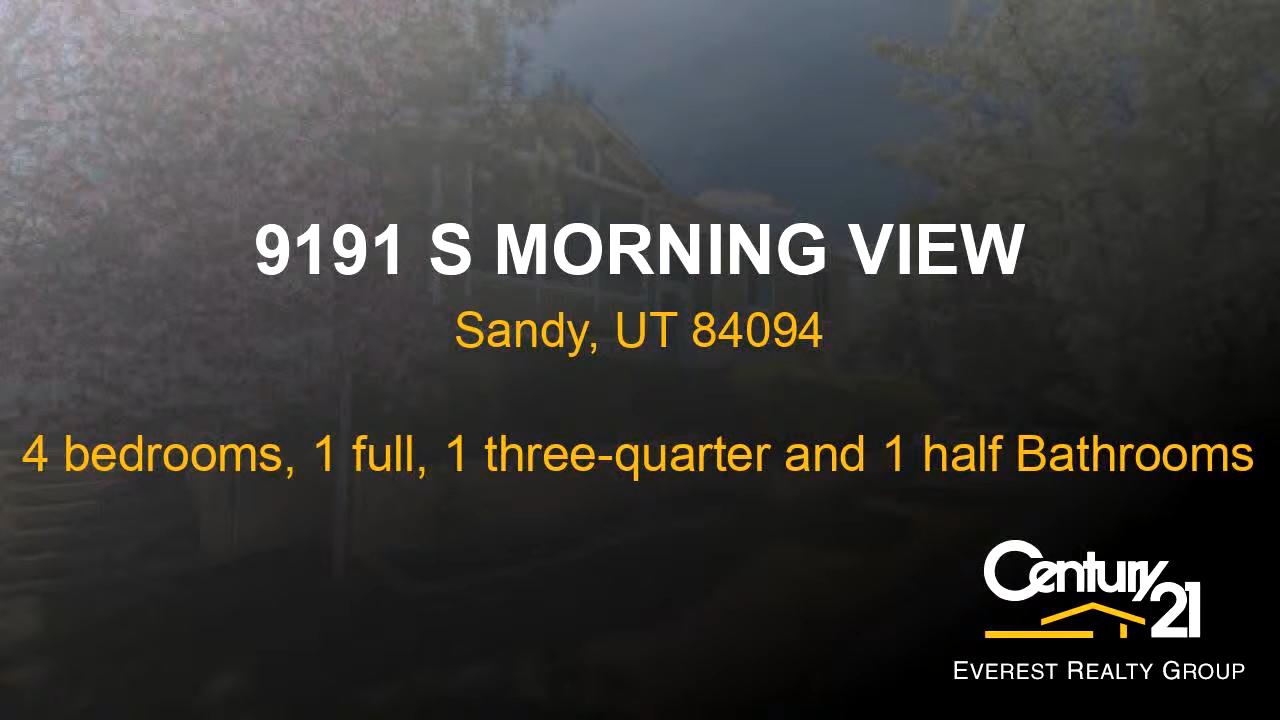 9191 S MORNING VIEW
Sandy, UT 84094
4 bedrooms, 1 full, 1 three-quarter and 1 half Bathrooms
Century 21
EVEREST REALTY GROUP